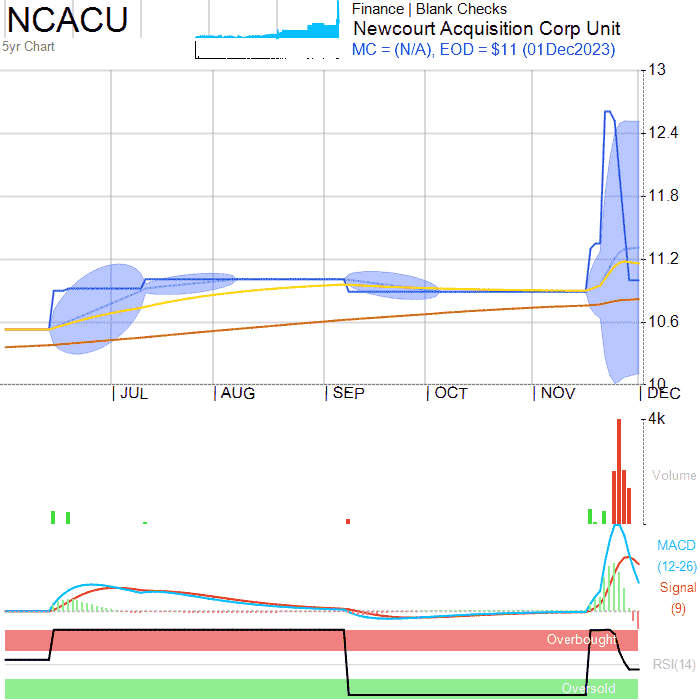 NCACU
Finance | Blank Checks
Newcourt Acquisition Corp Unit
5yr Chart
MC = (N/A), EOD = $11 (01Dec2023)
13
12.4
11.8
11.2
10.6
10
JUL AUG SEP OCT NOV DEC
4k
Volume
MACD
(12-26)
Signal
(9)
Overbought
RSI(14)
Oversold